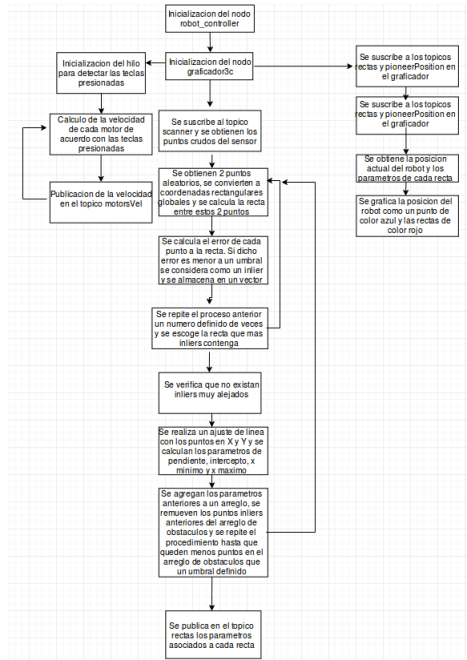 Inicializacion del nodo
robot_controller
Inicializacion del hilo
para detectar las teclas
presionadas
Inicializacion del nodo
graficador3c
Se suscribe a los topicos
rectas y pioneerPosition en
el graficador
Calculo de la velocidad
de cada motor de
acuerdo con las teclas
presionadas
Se suscribe al topico
scanner y se obtienen los
puntos crudos del sensor
Se suscribe a los topicos
rectas y pioneerPosition en
el graficador
Publicacion de la velocidad
en el topico motorsVel
Se obtienen 2 puntos
aleatorios, se convierten a
coordenadas rectangulares
globales y se calcula la recta
entre estos 2 puntos
Se obtiene la posicion
actual del robot y los
parametros de cada recta
Se grafica la posicion del
robot como un punto de
color azul y las rectas de
color rojo
Se calcula el error de cada
punto a la recta. Si dicho
error es menor a un umbral
se considera como un inlier
y se almacena en un vector
Se repite el proceso anterior
un numero definido de veces
y se escoge la recta que mas
inliers contenga
Se verifica que no existan
inliers muy alejados
Se realiza un ajuste de linea
con los puntos en X y Y y se
calculan los parametros de
pendiente, intercepto, x
minimo y x maximo
Se agregan los parametros
anteriores a un arreglo, se
remueven los puntos inliers
anteriores del arreglo de
obstaculos y se repite el
procedimiento hasta que
queden menos puntos en el
arreglo de obstaculos que
un umbral definido
Se publica en el topico
rectas los parametros
asociados a cada recta